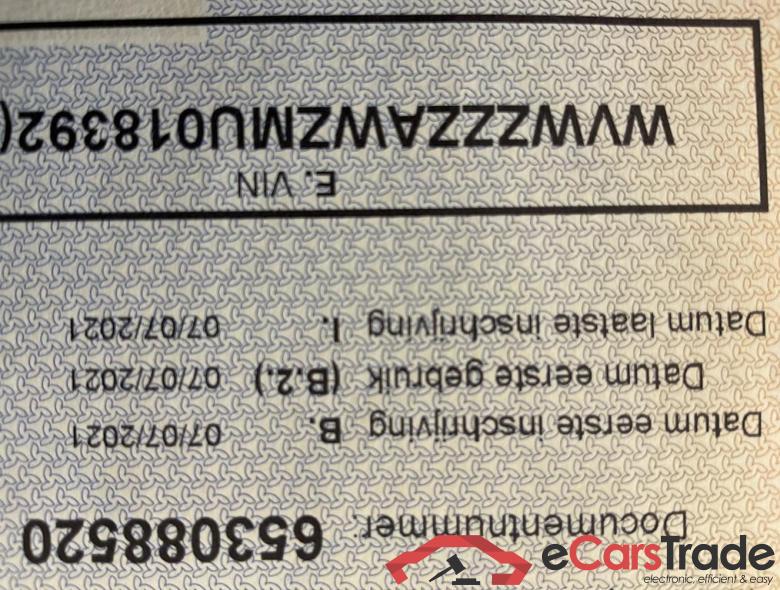 Documentnummer: 653088520
Datum eerste inschrijving B. 07/07/2021
Datum eerste gebruik (B.2.) 07/07/2021
Datum laatste inschrijving I. 07/07/2021
E. VIN
WVWZZZAWZMU018392(
eCarsTrade
electronic, efficient & easy